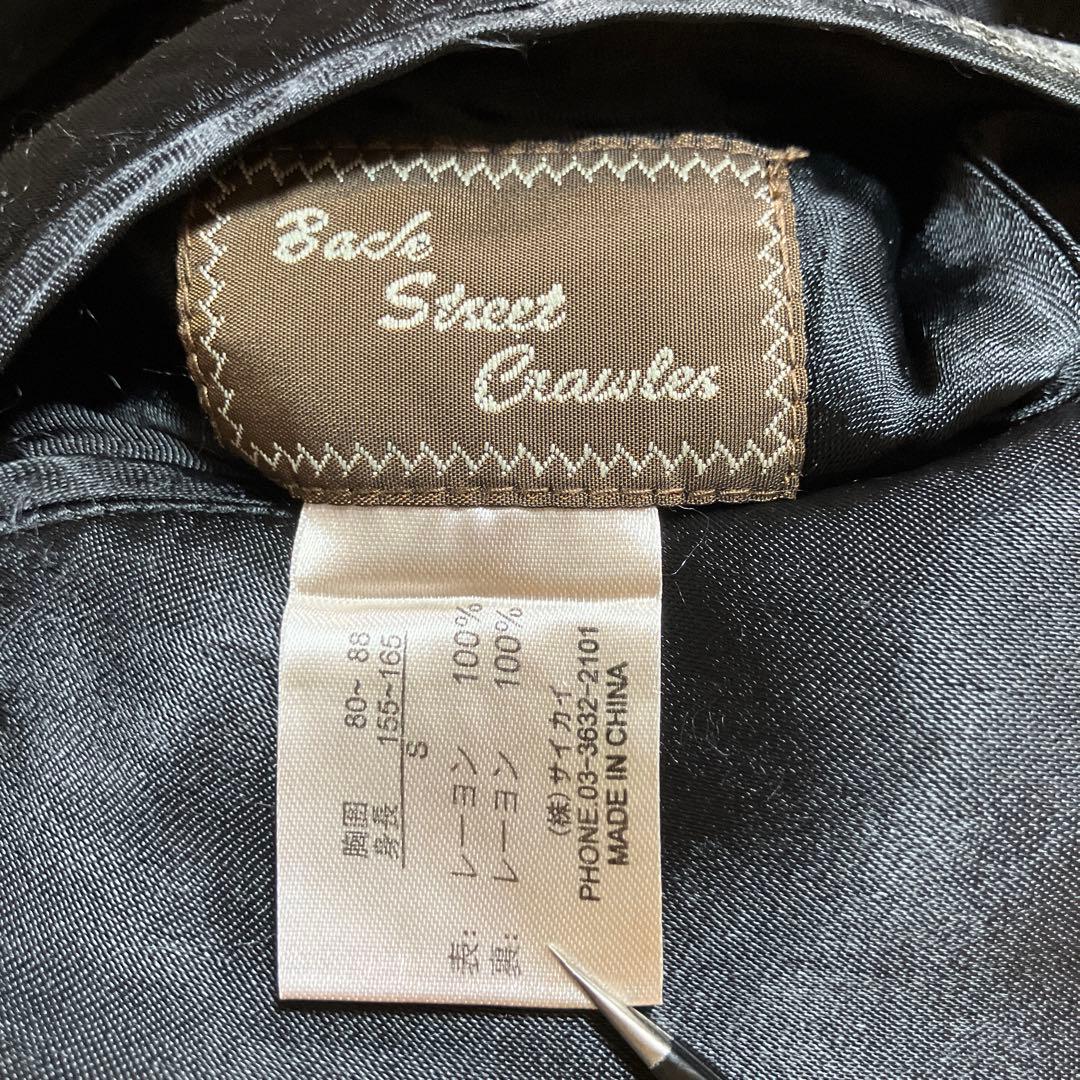 Back
Street
Crawles
胸囲 80~ 88
身長 155~165
S
表: レーヨン 100%
裏: レーヨン 100%
(株)サイカイ
PHONE.03-3632-2101
MADE IN CHINA